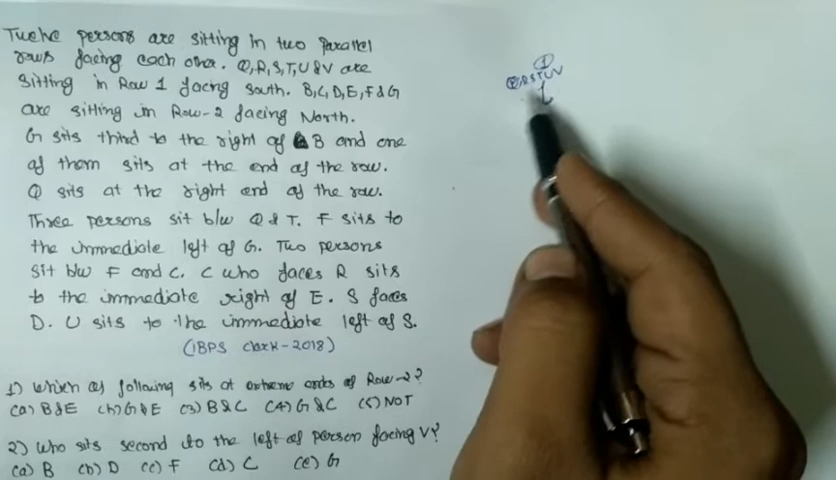 Twelve persons are sitting in two parallel
rows facing each other. Q,R,S,T,U & V are
sitting in Row 1 facing south. B,C,D,E,F & G
are sitting in Row-2 facing North.
G sits third to the right of B and one
of them sits at the end of the row.
Q sits at the right end of the row.
Three persons sit b/w Q & T. F sits to
the immediate left of G. Two persons
sit b/w F and C. C who faces R sits
to the immediate right of E. S faces
D. U sits to the immediate left of S.
(IBPS Clerk-2018)
1) Which of following sits at extreme ends of Row-2?
(a) B & E (b) G & E (3) B & C (4) G & C (5) NOT
2) Who sits second to the left of person facing V?
(a) B (b) D (c) F (d) C (e) G
1
Q,R,S,T,U,V